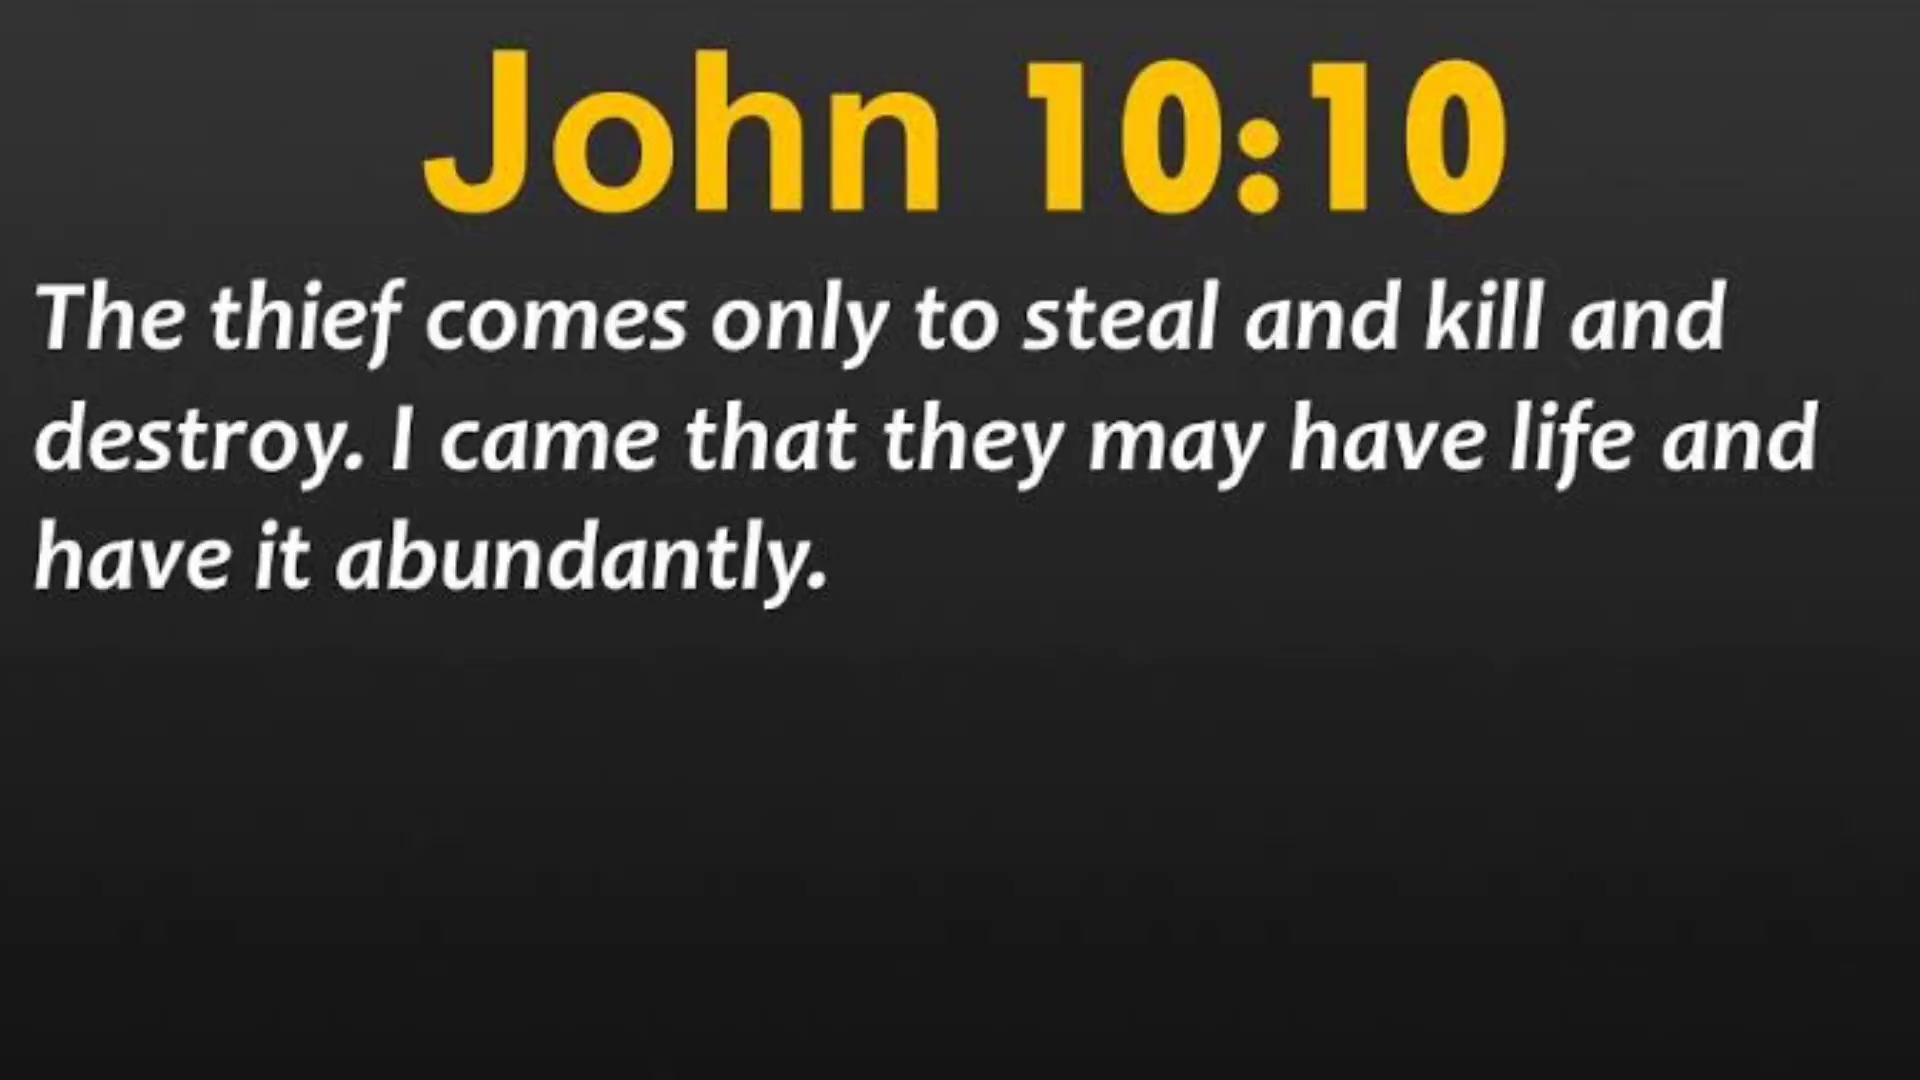 John 10:10
The thief comes only to steal and kill and
destroy. I came that they may have life and
have it abundantly.